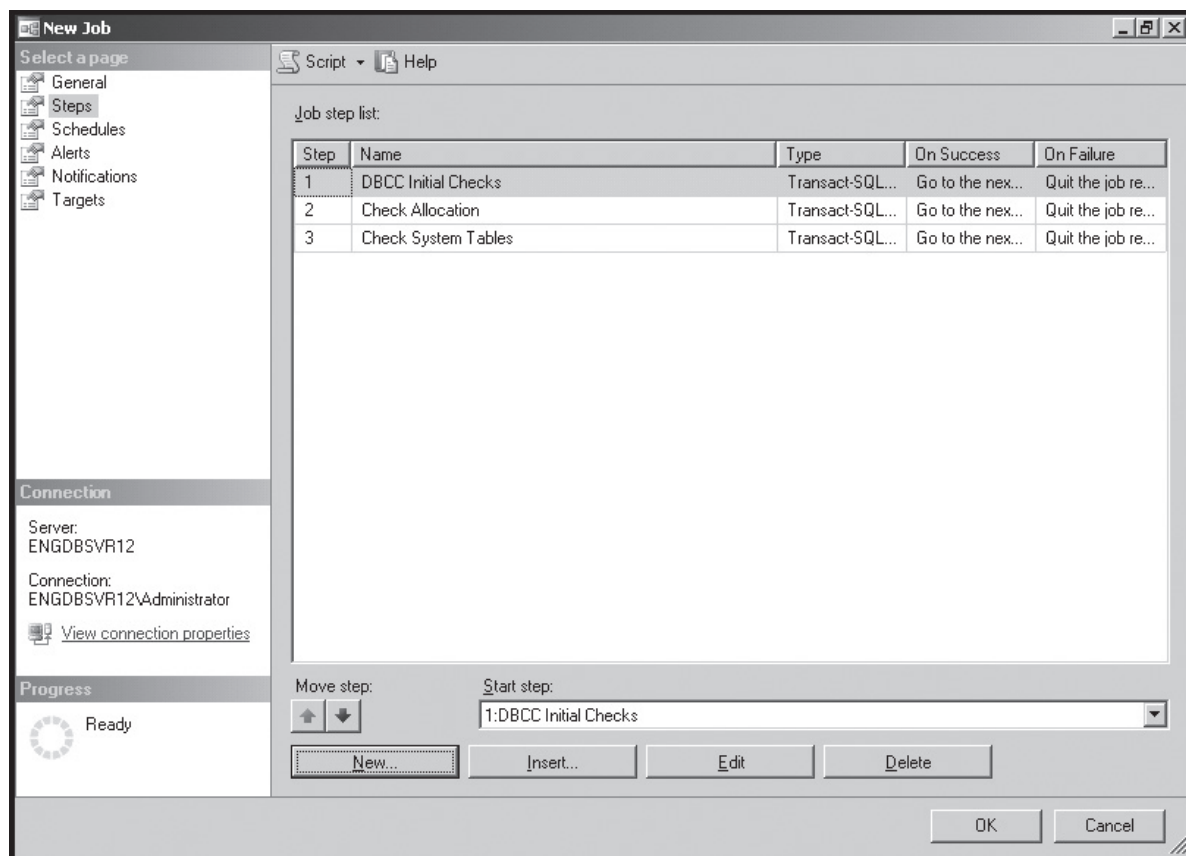 New Job
Select a page
General
Steps
Schedules
Alerts
Notifications
Targets
Script Help
Job step list:
Step Name Type On Success On Failure
1 DBCC Initial Checks Transact-SQL... Go to the nex... Quit the job re...
2 Check Allocation Transact-SQL... Go to the nex... Quit the job re...
3 Check System Tables Transact-SQL... Go to the nex... Quit the job re...
Connection
Server:
ENGDBSVR12
Connection:
ENGDBSVR12\Administrator
View connection properties
Progress
Ready
Move step: Start step:
1:DBCC Initial Checks
New... Insert... Edit Delete
OK Cancel